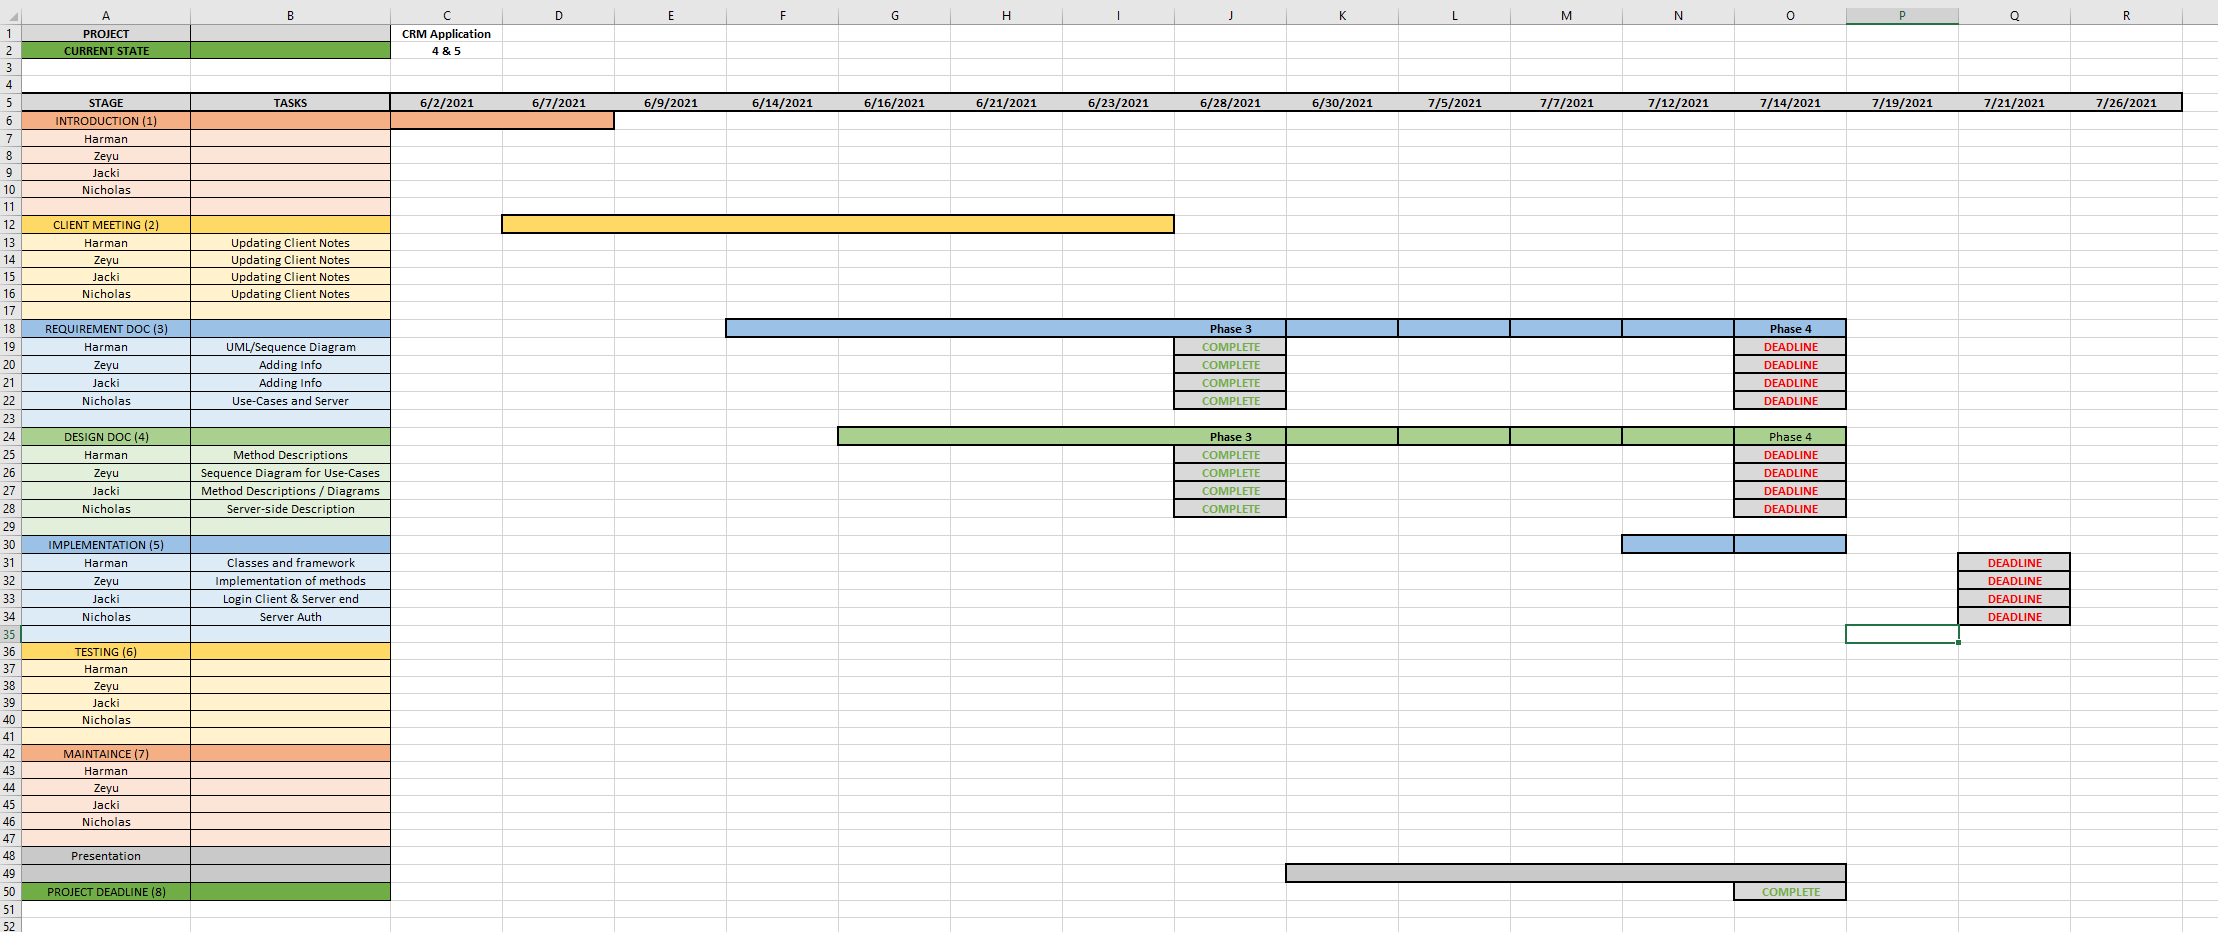 A B C D E F G H I J K L M N O P Q R
1 PROJECT CRM Application
2 CURRENT STATE 4 & 5
3
4
5 STAGE TASKS 6/2/2021 6/7/2021 6/9/2021 6/14/2021 6/16/2021 6/21/2021 6/23/2021 6/28/2021 6/30/2021 7/5/2021 7/7/2021 7/12/2021 7/14/2021 7/19/2021 7/21/2021 7/26/2021
6 INTRODUCTION (1)
7 Harman
8 Zeyu
9 Jacki
10 Nicholas
11
12 CLIENT MEETING (2)
13 Harman Updating Client Notes
14 Zeyu Updating Client Notes
15 Jacki Updating Client Notes
16 Nicholas Updating Client Notes
17
18 REQUIREMENT DOC (3) Phase 3 Phase 4
19 Harman UML/Sequence Diagram COMPLETE DEADLINE
20 Zeyu Adding Info COMPLETE DEADLINE
21 Jacki Adding Info COMPLETE DEADLINE
22 Nicholas Use-Cases and Server COMPLETE DEADLINE
23
24 DESIGN DOC (4) Phase 3 Phase 4
25 Harman Method Descriptions COMPLETE DEADLINE
26 Zeyu Sequence Diagram for Use-Cases COMPLETE DEADLINE
27 Jacki Method Descriptions / Diagrams COMPLETE DEADLINE
28 Nicholas Server-side Description COMPLETE DEADLINE
29
30 IMPLEMENTATION (5)
31 Harman Classes and framework DEADLINE
32 Zeyu Implementation of methods DEADLINE
33 Jacki Login Client & Server end DEADLINE
34 Nicholas Server Auth DEADLINE
35
36 TESTING (6)
37 Harman
38 Zeyu
39 Jacki
40 Nicholas
41
42 MAINTAINCE (7)
43 Harman
44 Zeyu
45 Jacki
46 Nicholas
47
48 Presentation
49
50 PROJECT DEADLINE (8) COMPLETE
51
52